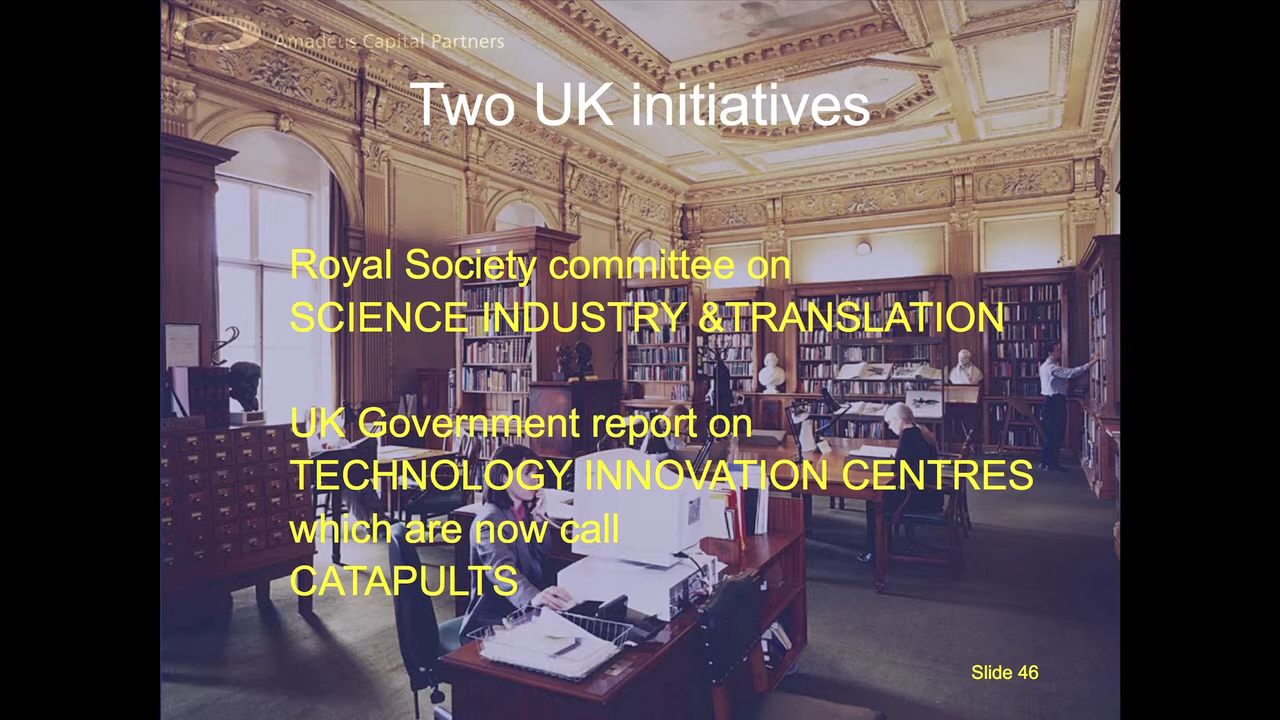 Amadeus Capital Partners
Two UK initiatives
Royal Society committee on
SCIENCE INDUSTRY &TRANSLATION
UK Government report on
TECHNOLOGY INNOVATION CENTRES
which are now call
CATAPULTS
Slide 46